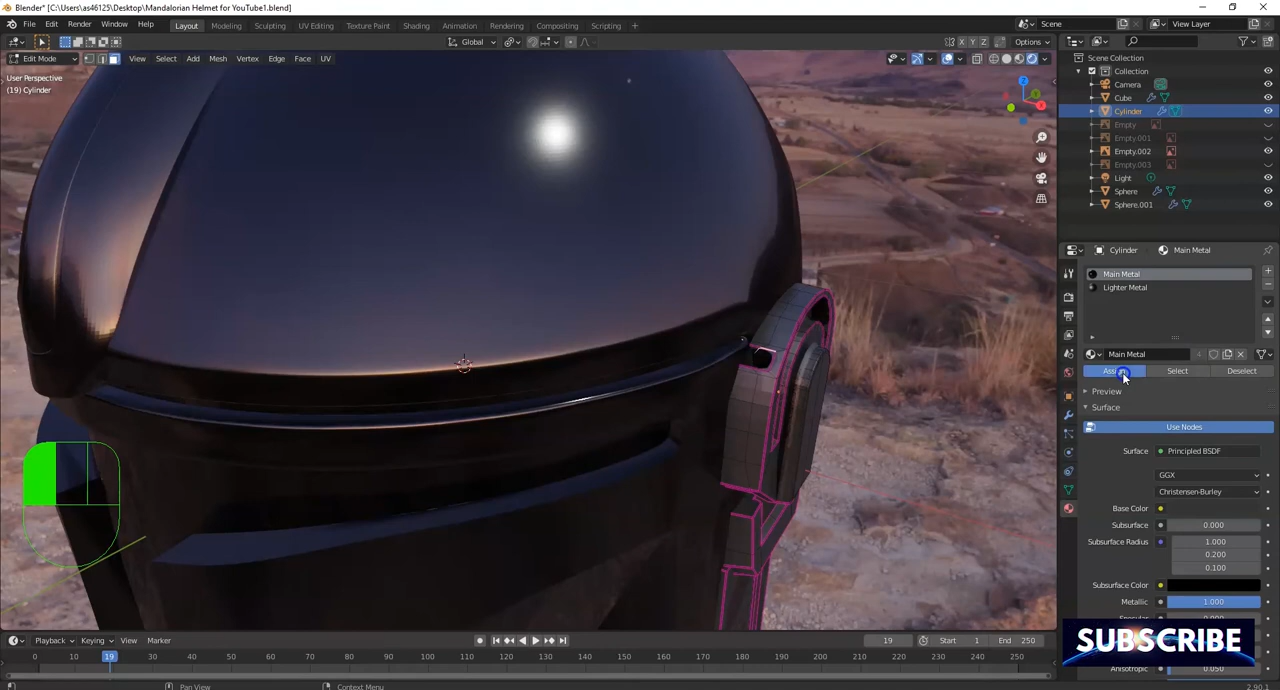 Blender* [C:\Users\as46125\Desktop\Mandalorian Helmet for YouTube1.blend]
File Edit Render Window Help Layout Modeling Sculpting UV Editing Texture Paint Shading Animation Rendering Compositing Scripting + Scene View Layer
Global X Y Z Options
Edit Mode View Select Add Mesh Vertex Edge Face UV
User Perspective
(19) Cylinder
Z
X
Scene Collection
Collection
Camera
Cube
Cylinder
Empty
Empty.001
Empty.002
Empty.003
Light
Sphere
Sphere.001
Cylinder Main Metal
Main Metal
Lighter Metal
Main Metal
Select Deselect
Preview
Surface
Use Nodes
Surface Principled BSDF
GGX
Christensen-Burley
Base Color
Subsurface 0.000
Subsurface Radius 1.000
0.200
0.100
Subsurface Color
Metallic 1.000
SUBSCRIBE
Anisotropic 0.050
Playback Keying View Marker 19 Start 1 End 250
0 10 19 30 40 50 60 70 80 90 100 110 120 130 140 150 160 170 180 190 200 210 220 230 240 250
Pan View Context Menu 2.90.1